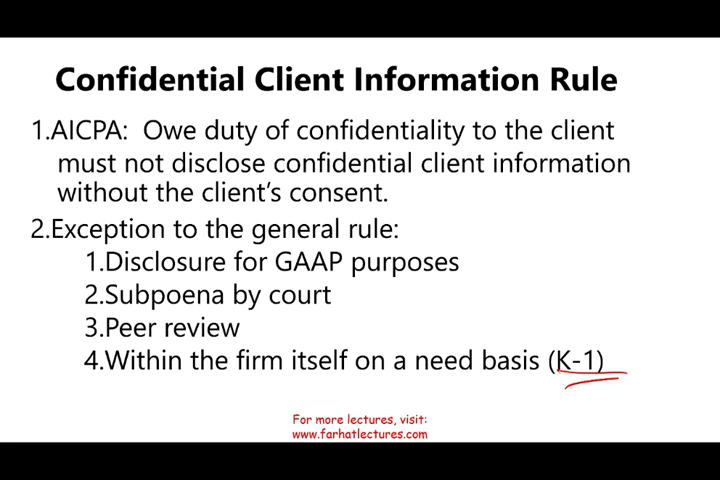 Confidential Client Information Rule
1.AICPA: Owe duty of confidentiality to the client
must not disclose confidential client information
without the client's consent.
2.Exception to the general rule:
1.Disclosure for GAAP purposes
2.Subpoena by court
3.Peer review
4.Within the firm itself on a need basis (K-1)
For more lectures, visit:
www.farhatlectures.com